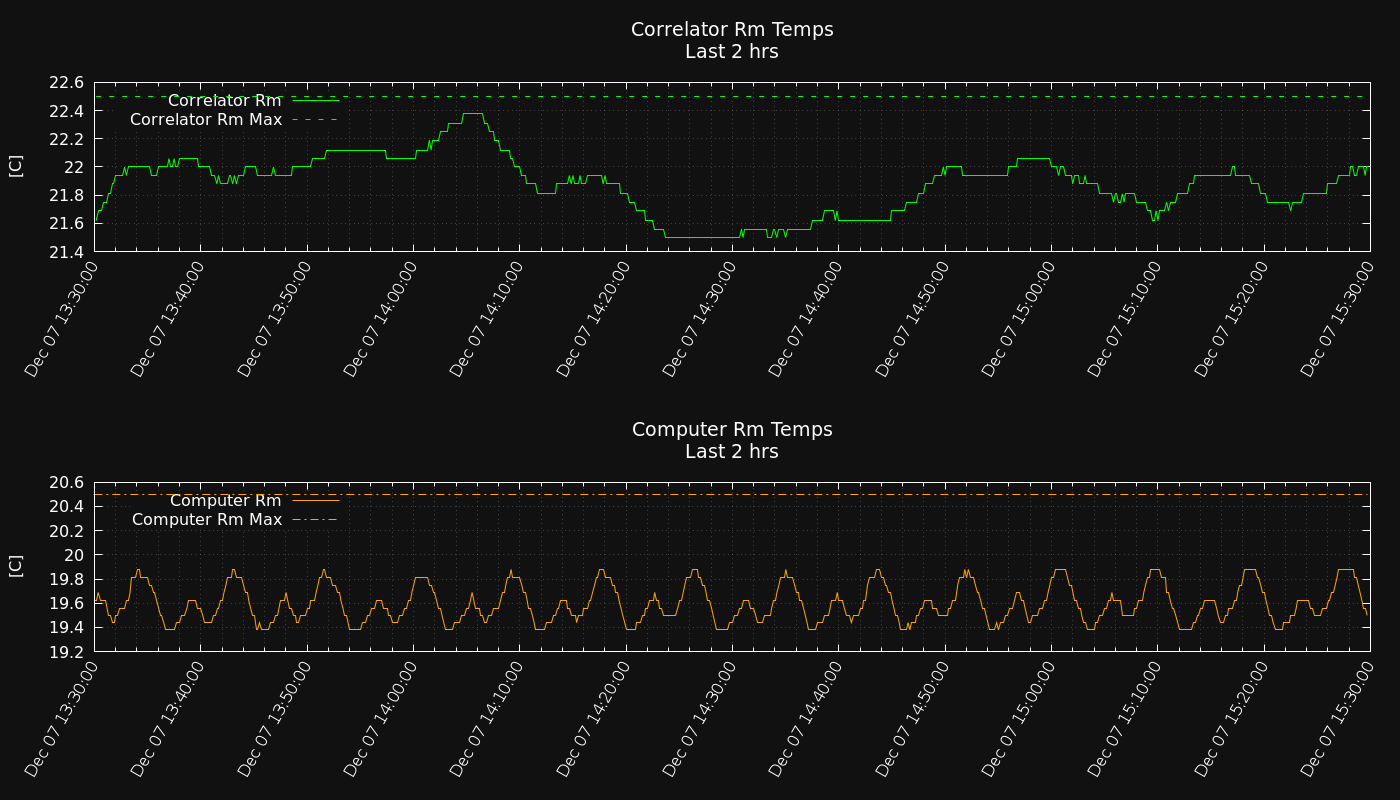 Correlator Rm Temps
Last 2 hrs
[C]
22.6
22.4
22.2
22
21.8
21.6
21.4
Correlator Rm
Correlator Rm Max
Dec 07 13:30:00
Dec 07 13:40:00
Dec 07 13:50:00
Dec 07 14:00:00
Dec 07 14:10:00
Dec 07 14:20:00
Dec 07 14:30:00
Dec 07 14:40:00
Dec 07 14:50:00
Dec 07 15:00:00
Dec 07 15:10:00
Dec 07 15:20:00
Dec 07 15:30:00
Computer Rm Temps
Last 2 hrs
[C]
20.6
20.4
20.2
20
19.8
19.6
19.4
19.2
Computer Rm
Computer Rm Max
Dec 07 13:30:00
Dec 07 13:40:00
Dec 07 13:50:00
Dec 07 14:00:00
Dec 07 14:10:00
Dec 07 14:20:00
Dec 07 14:30:00
Dec 07 14:40:00
Dec 07 14:50:00
Dec 07 15:00:00
Dec 07 15:10:00
Dec 07 15:20:00
Dec 07 15:30:00